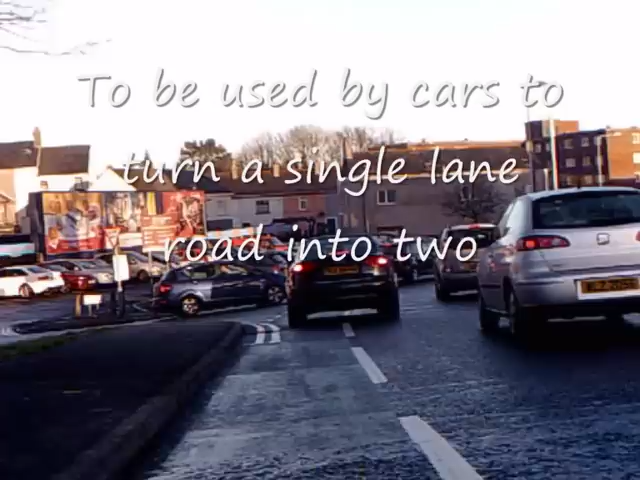 To be used by cars to
turn a single lane
road into two